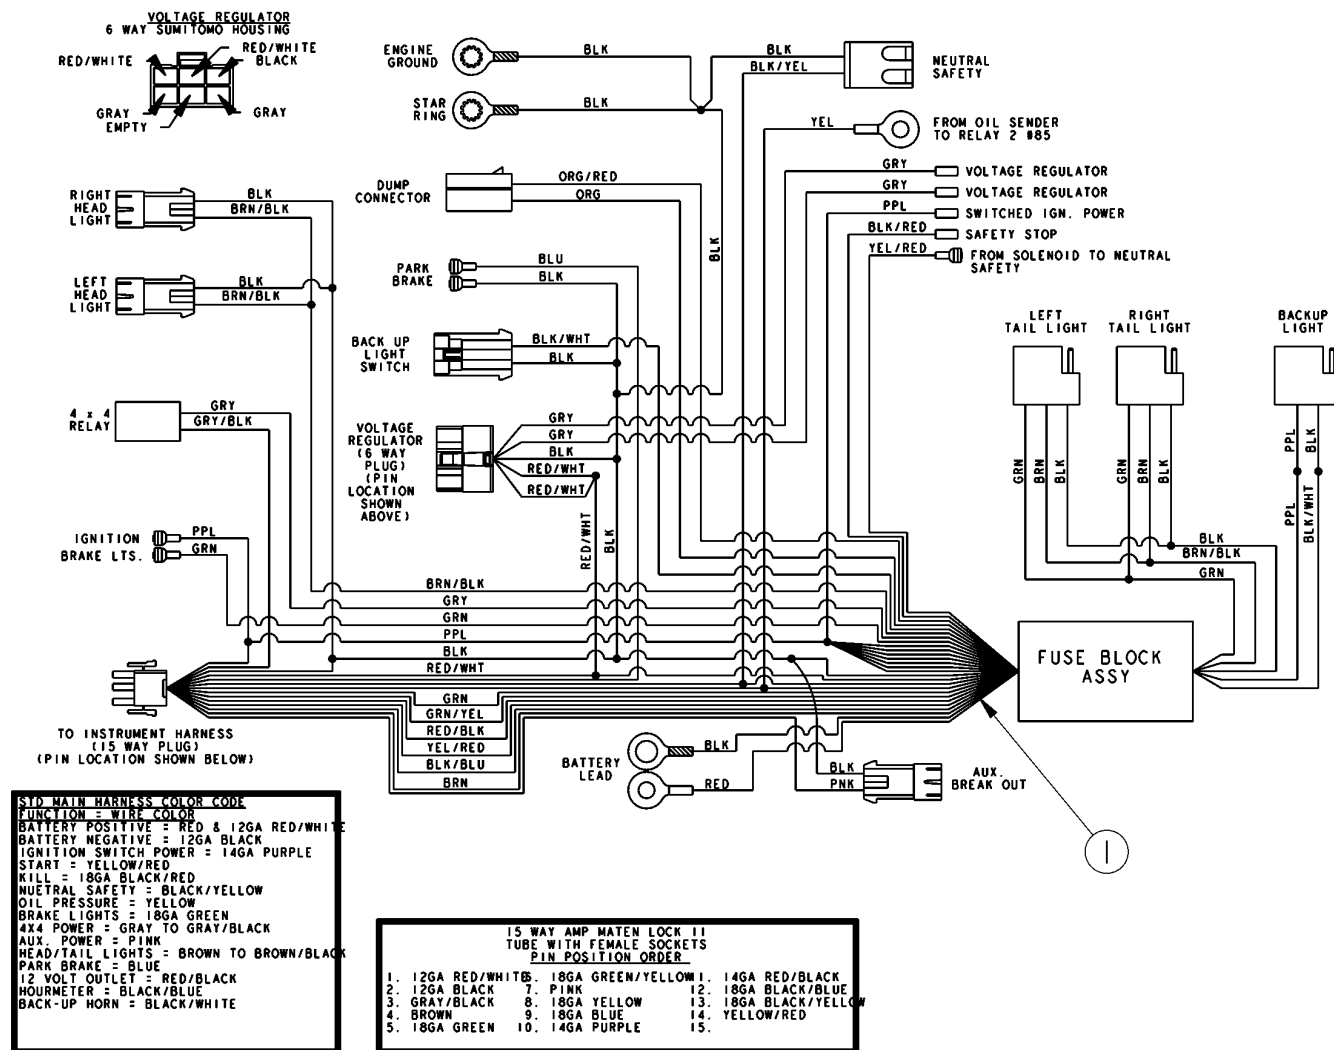 VOLTAGE REGULATOR
6 WAY SUMITOMO HOUSING
RED/WHITE
RED/WHITE
BLACK
GRAY
EMPTY
GRAY
ENGINE
GROUND
BLK
BLK
BLK/YEL
NEUTRAL
SAFETY
STAR
RING
BLK
YEL
FROM OIL SENDER
TO RELAY 2 #85
RIGHT
HEAD
LIGHT
BLK
BRN/BLK
DUMP
CONNECTOR
ORG/RED
ORG
GRY
VOLTAGE REGULATOR
GRY
VOLTAGE REGULATOR
PPL
SWITCHED IGN. POWER
BLK/RED
SAFETY STOP
YEL/RED
FROM SOLENOID TO NEUTRAL
SAFETY
BLK
LEFT
HEAD
LIGHT
BLK
BRN/BLK
PARK
BRAKE
BLU
BLK
BACK UP
LIGHT
SWITCH
BLK/WHT
BLK
LEFT
TAIL LIGHT
RIGHT
TAIL LIGHT
BACKUP
LIGHT
4 x 4
RELAY
GRY
GRY/BLK
VOLTAGE
REGULATOR
(6 WAY
PLUG)
(PIN
LOCATION
SHOWN
ABOVE)
GRY
GRY
BLK
RED/WHT
RED/WHT
GRN
BRN
BLK
GRN
BRN
BLK
PPL
BLK
PPL
BLK/WHT
RED/WHT
BLK
IGNITION
PPL
BRAKE LTS.
GRN
BLK
BRN/BLK
GRN
BRN/BLK
GRY
GRN
PPL
BLK
RED/WHT
FUSE BLOCK
ASSY
GRN
GRN/YEL
RED/BLK
YEL/RED
BLK/BLU
BRN
TO INSTRUMENT HARNESS
(15 WAY PLUG)
(PIN LOCATION SHOWN BELOW)
BATTERY
LEAD
BLK
RED
BLK
PNK
AUX.
BREAK OUT
1
STD MAIN HARNESS COLOR CODE
FUNCTION = WIRE COLOR
BATTERY POSITIVE = RED & 12GA RED/WHITE
BATTERY NEGATIVE = 12GA BLACK
IGNITION SWITCH POWER = 14GA PURPLE
START = YELLOW/RED
KILL = 18GA BLACK/RED
NUETRAL SAFETY = BLACK/YELLOW
OIL PRESSURE = YELLOW
BRAKE LIGHTS = 18GA GREEN
4X4 POWER = GRAY TO GRAY/BLACK
AUX. POWER = PINK
HEAD/TAIL LIGHTS = BROWN TO BROWN/BLACK
PARK BRAKE = BLUE
12 VOLT OUTLET = RED/BLACK
HOURMETER = BLACK/BLUE
BACK-UP HORN = BLACK/WHITE
15 WAY AMP MATEN LOCK II
TUBE WITH FEMALE SOCKETS
PIN POSITION ORDER
1. 12GA RED/WHITE 6. 18GA GREEN/YELLOW 11. 14GA RED/BLACK
2. 12GA BLACK 7. PINK 12. 18GA BLACK/BLUE
3. GRAY/BLACK 8. 18GA YELLOW 13. 18GA BLACK/YELLOW
4. BROWN 9. 18GA BLUE 14. YELLOW/RED
5. 18GA GREEN 10. 14GA PURPLE 15.